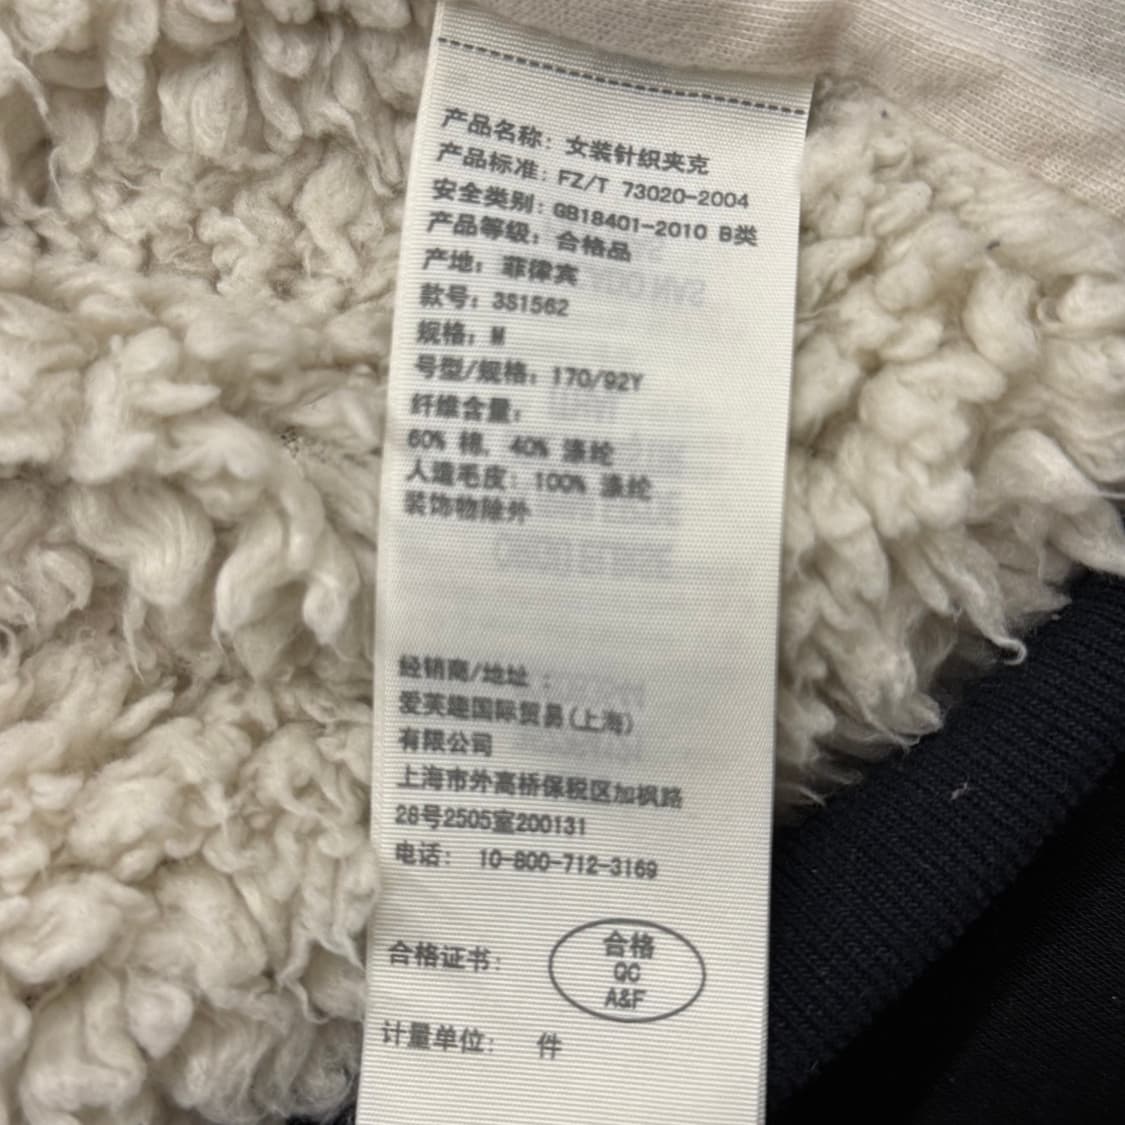 产品名称: 女装针织夹克
产品标准: FZ/T 73020-2004
安全类别: GB18401-2010 B类
产品等级: 合格品
产地: 菲律宾
款号: 3S1562
规格: M
号型/规格: 170/92Y
纤维含量:
60% 棉, 40% 涤纶
人造毛皮: 100% 涤纶
装饰物除外
经销商/地址 :
爱芙趣国际贸易(上海)
有限公司
上海市外高桥保税区加枫路
28号2505室200131
电话: 10-800-712-3169
合格证书:
合格
QC
A&F
计量单位: 件